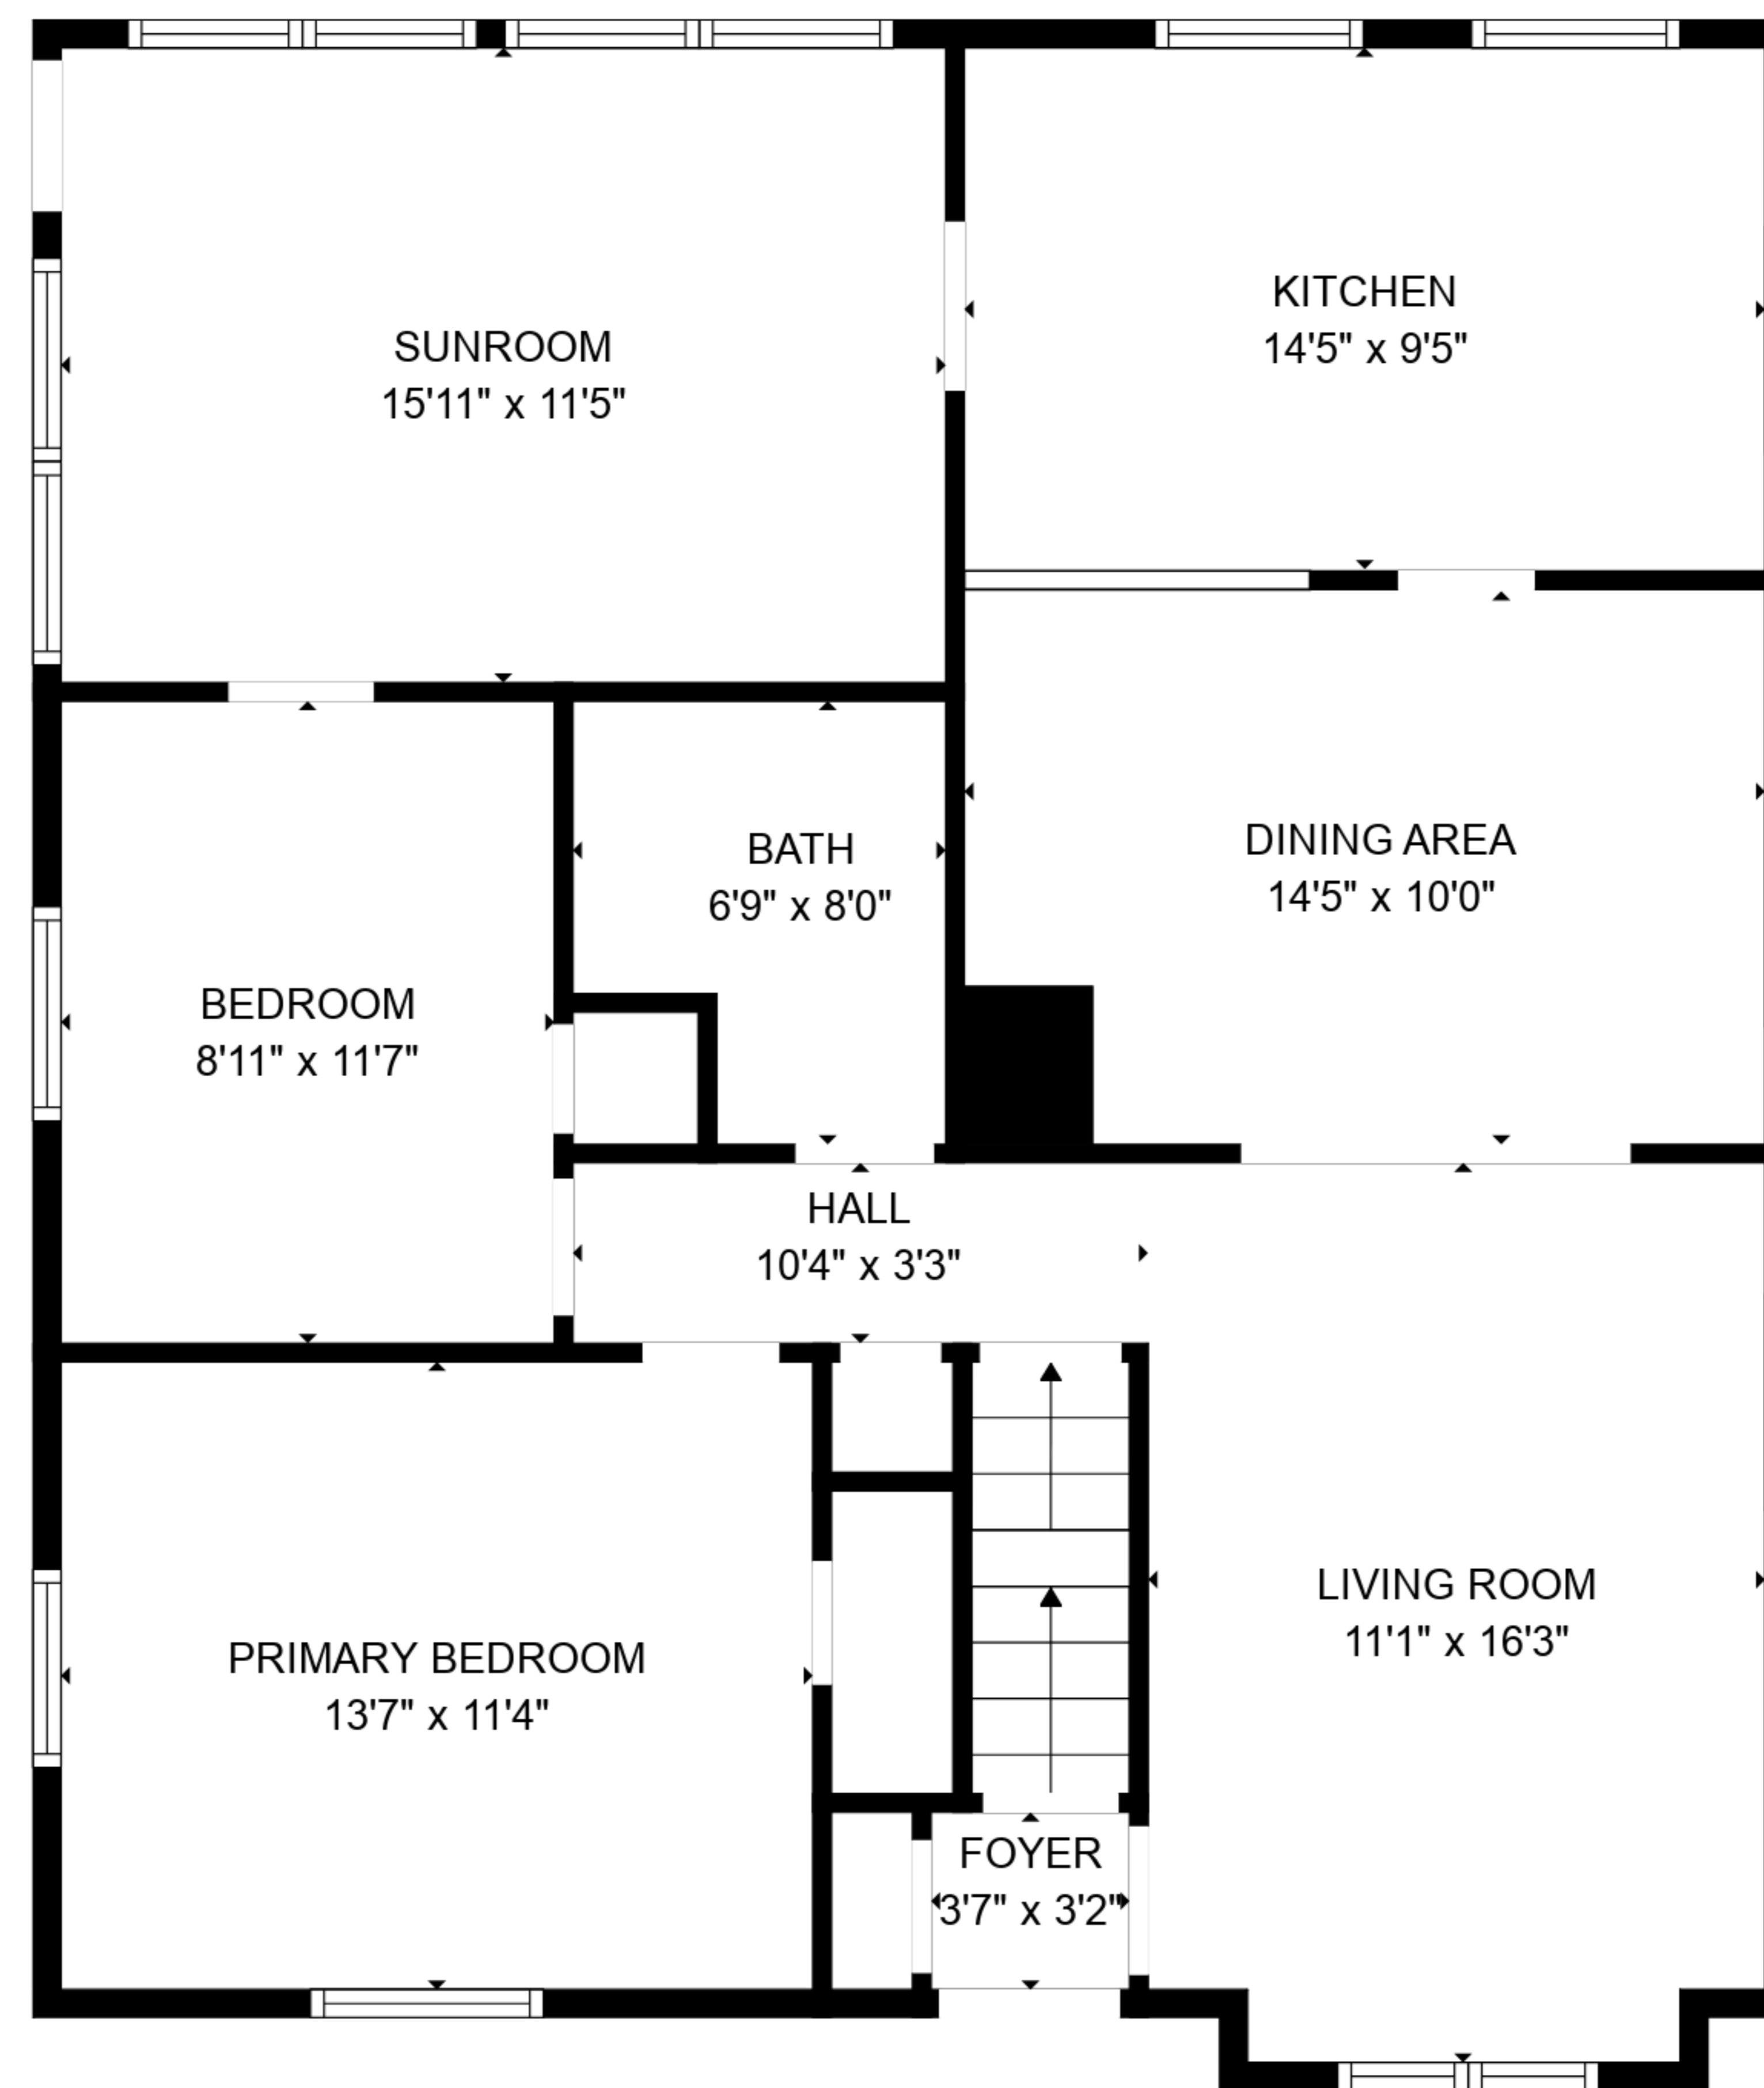 KITCHEN
14'5" x 9'5"
SUNROOM
15'11" x 11'5"
DINING AREA
14'5" x 10'0"
BATH
6'9" x 8'0"
BEDROOM
8'11" x 11'7"
HALL
10'4" x 3'3"
LIVING ROOM
11'1" x 16'3"
PRIMARY BEDROOM
13'7" x 11'4"
FOYER
3'7" x 3'2"